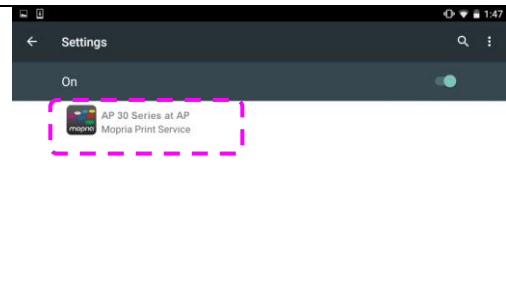 1:47
Settings
On
AP 30 Series at AP
mopria Mopria Print Service